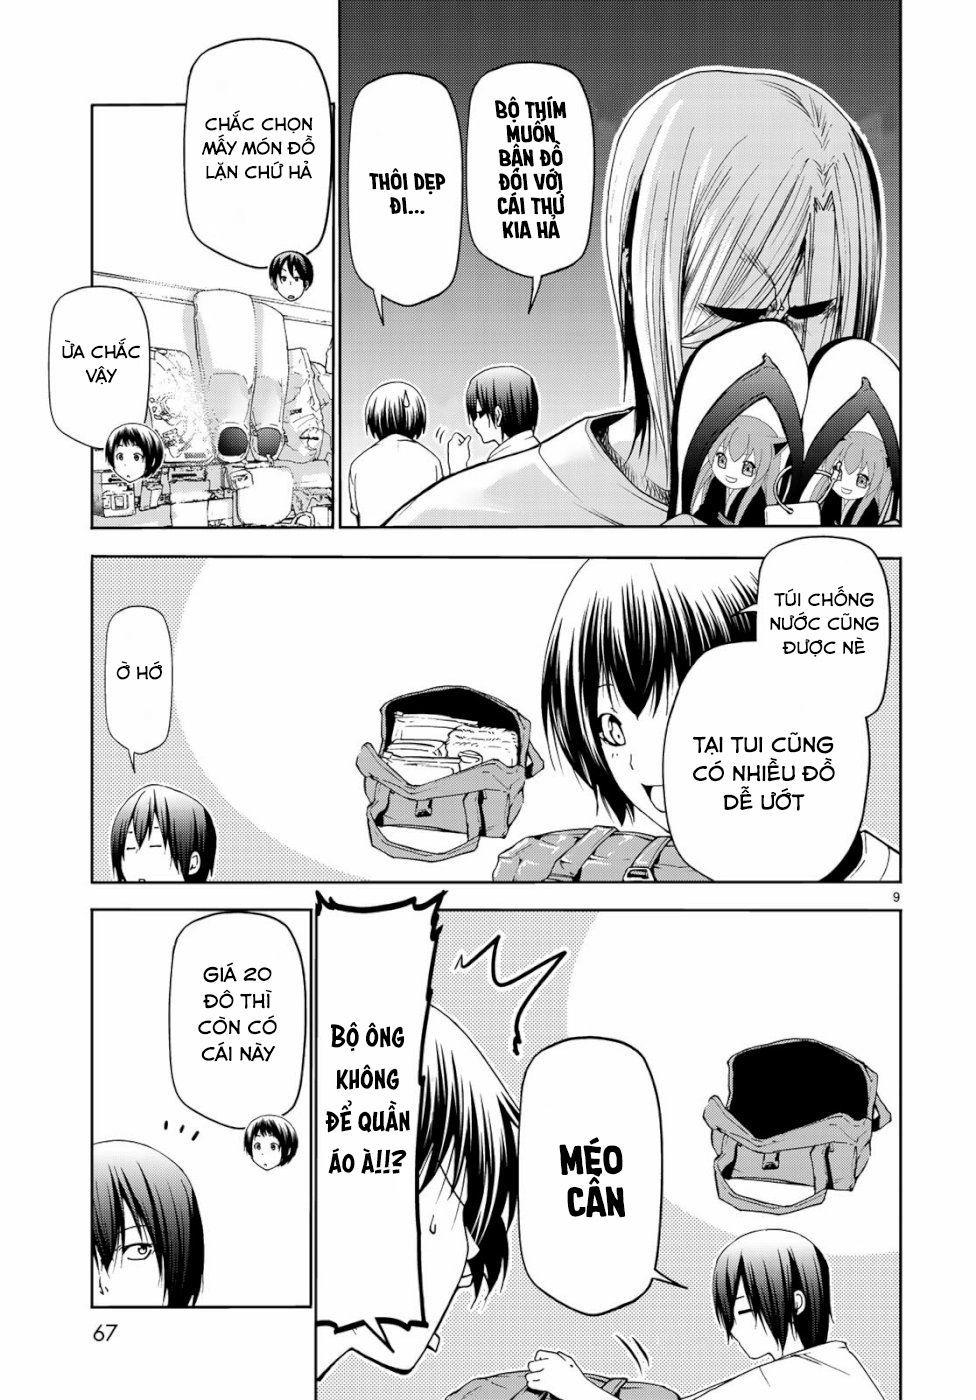 BỘ THÍM
MUỐN
BẬN ĐỒ
ĐÔI VỚI
CÁI THỨ
KIA HẢ
THÔI DẸP
ĐI...
CHẮC CHỌN
MẤY MÓN ĐỒ
LẶN CHỨ HẢ
ỪA CHẮC
VẬY
TÚI CHỐNG
NƯỚC CŨNG
ĐƯỢC NÈ
TẠI TUI CŨNG
CÓ NHIỀU ĐỒ
DỄ ƯỚT
Ờ HỚ
9
MÉO
CẦN
BỘ ÔNG
KHÔNG
ĐỂ QUẦN
ÁO À!!?
GIÁ 20
ĐÔ THÌ
CÒN CÓ
CÁI NÀY
67